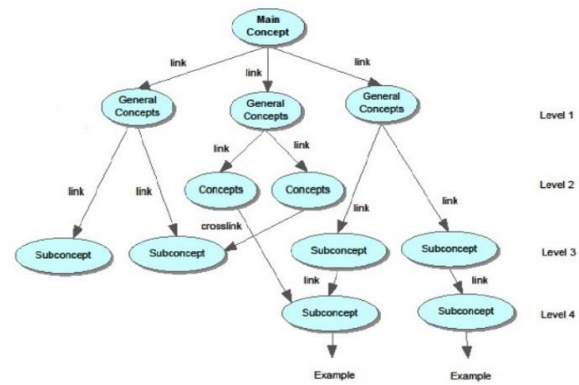 Main
Concept
link
link
link
General
Concepts
General
Concepts
General
Concepts
Level 1
link
link
link
link
Concepts
Concepts
link
link
Level 2
crosslink
Subconcept
Subconcept
Subconcept
Subconcept
Level 3
link
link
Subconcept
Subconcept
Level 4
Example
Example